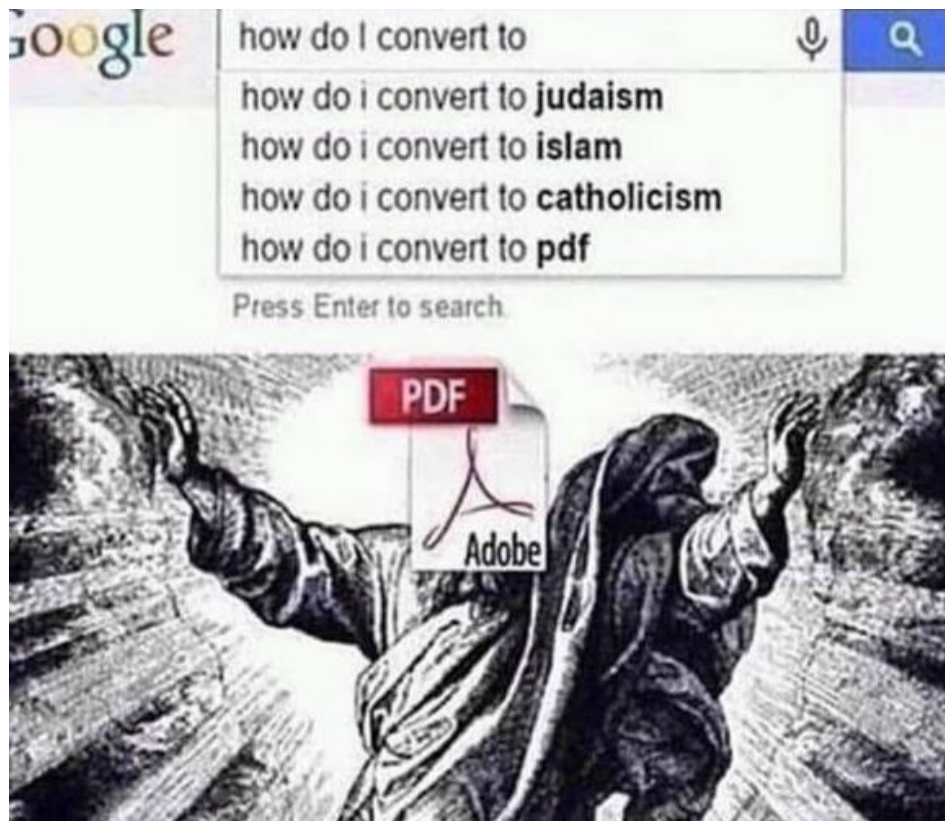 Google
how do I convert to
how do i convert to judaism
how do i convert to islam
how do i convert to catholicism
how do i convert to pdf
Press Enter to search.
PDF
Adobe